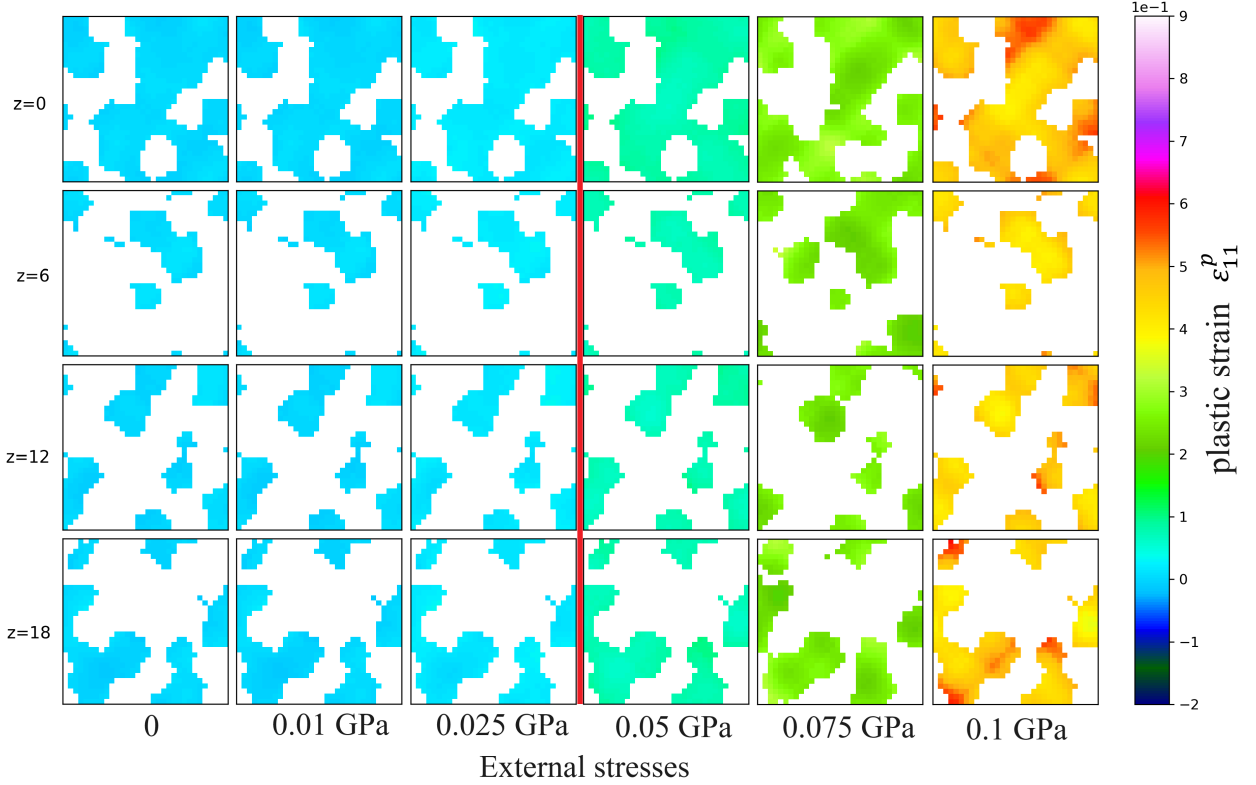 1e−1
9
8
7
6
5
4
3
2
1
0
−1
−2
plastic strain ε^p_11
z=0
z=6
z=12
z=18
0 0.01 GPa 0.025 GPa 0.05 GPa 0.075 GPa 0.1 GPa
External stresses